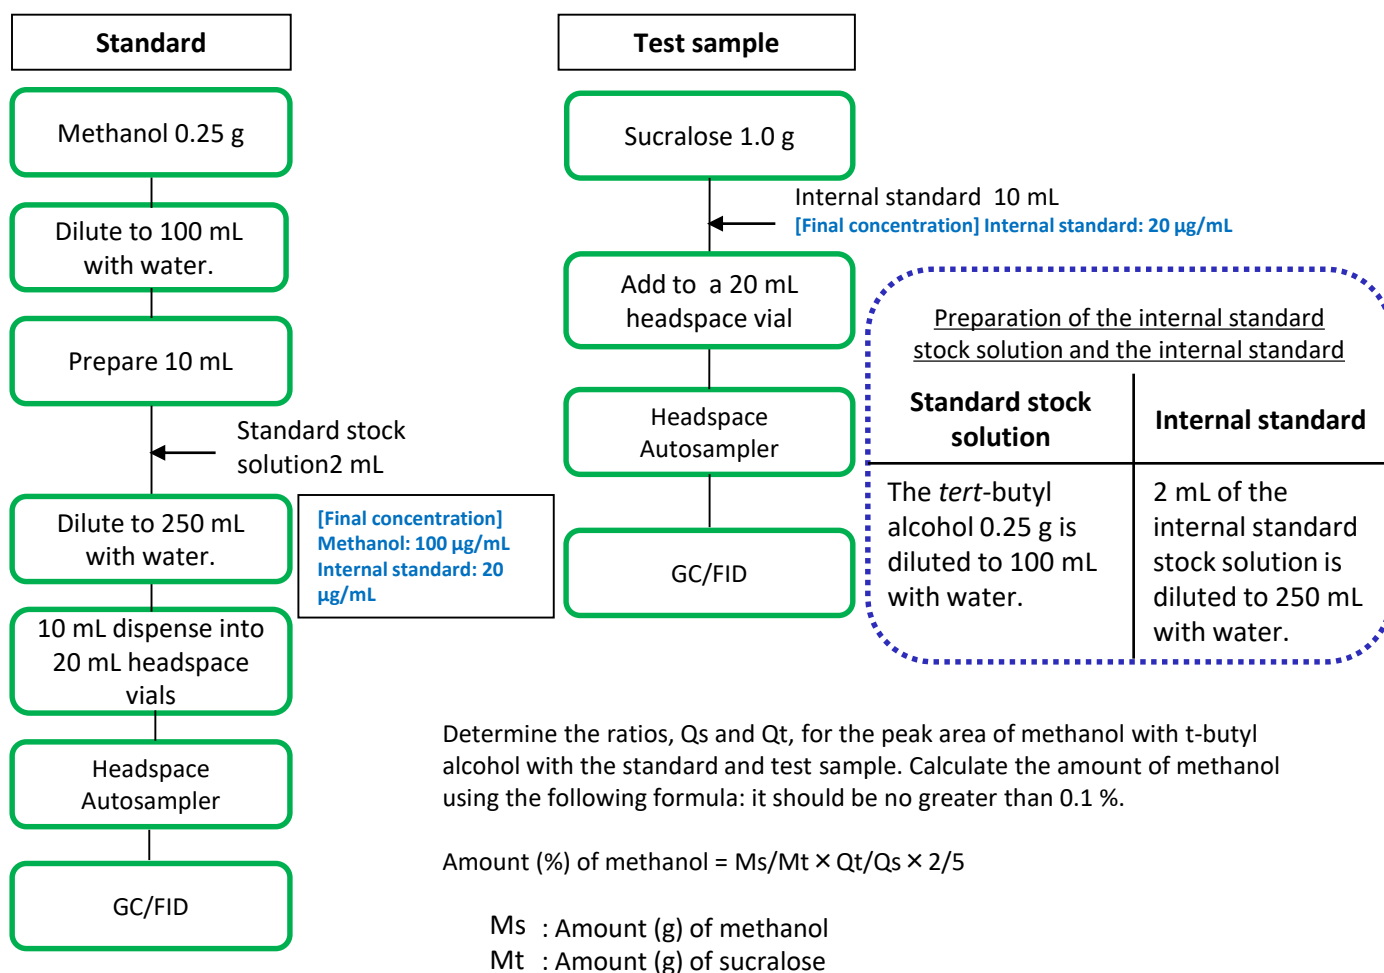 Standard
Methanol 0.25 g
Dilute to 100 mL
with water.
Prepare 10 mL
Standard stock
solution2 mL
Dilute to 250 mL
with water.
[Final concentration]
Methanol: 100 µg/mL
Internal standard: 20
µg/mL
10 mL dispense into
20 mL headspace
vials
Headspace
Autosampler
GC/FID
Test sample
Sucralose 1.0 g
Internal standard 10 mL
[Final concentration] Internal standard: 20 µg/mL
Add to a 20 mL
headspace vial
Headspace
Autosampler
GC/FID
Preparation of the internal standard
stock solution and the internal standard
Standard stock
solution
Internal standard
The tert-butyl
alcohol 0.25 g is
diluted to 100 mL
with water.
2 mL of the
internal standard
stock solution is
diluted to 250 mL
with water.
Determine the ratios, Qs and Qt, for the peak area of methanol with t-butyl
alcohol with the standard and test sample. Calculate the amount of methanol
using the following formula: it should be no greater than 0.1 %.
Amount (%) of methanol = Ms/Mt × Qt/Qs × 2/5
Ms : Amount (g) of methanol
Mt : Amount (g) of sucralose